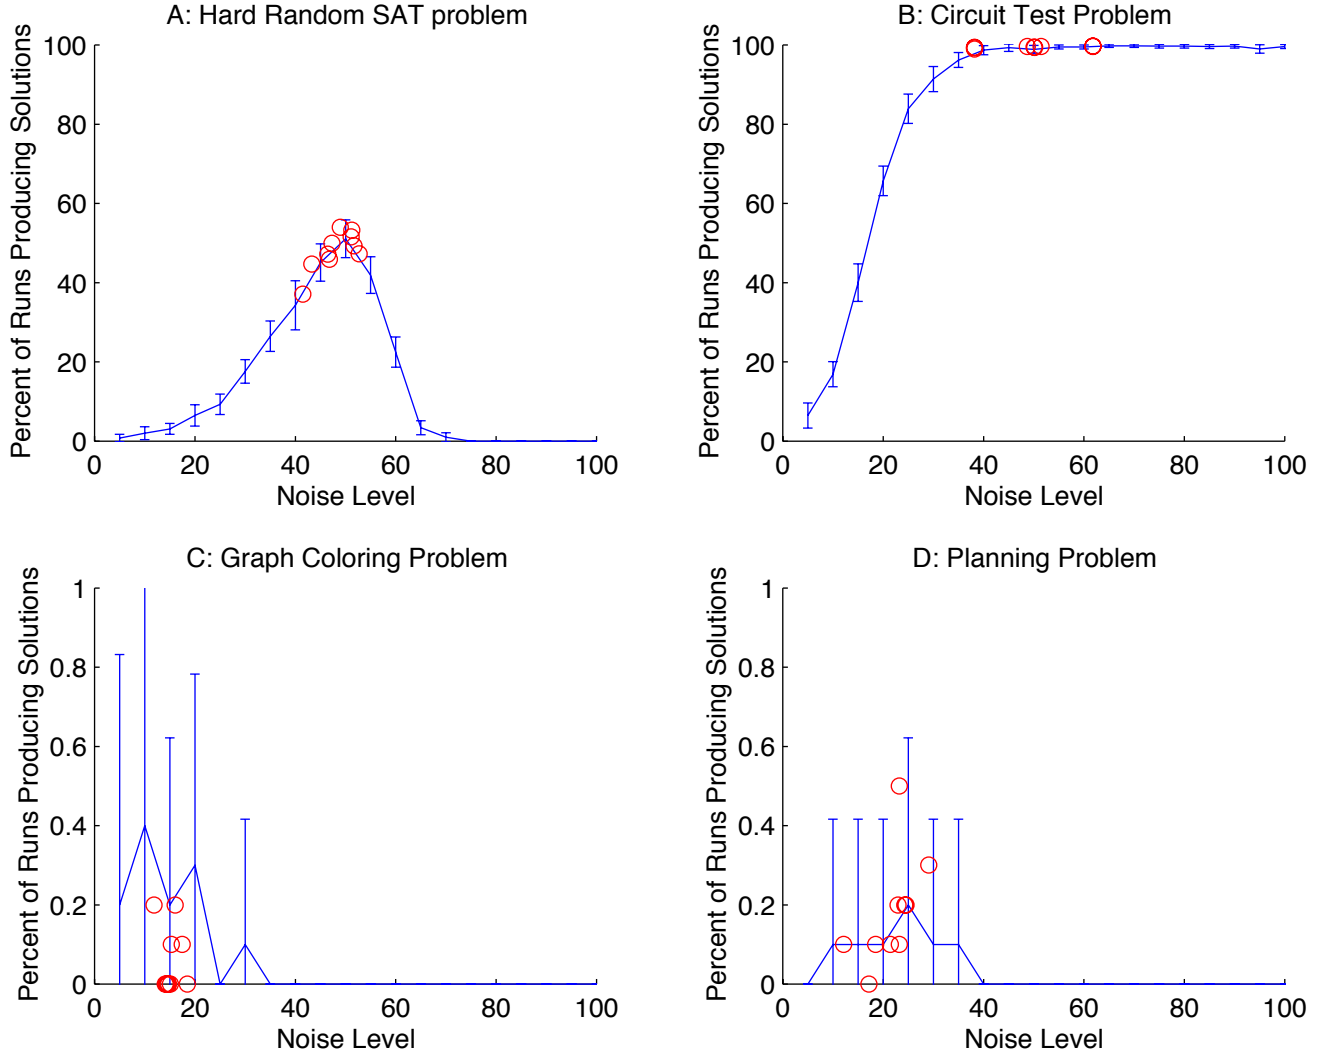 A: Hard Random SAT problem
Percent of Runs Producing Solutions
100
80
60
40
20
0
0 20 40 60 80 100
Noise Level
B: Circuit Test Problem
Percent of Runs Producing Solutions
100
80
60
40
20
0
0 20 40 60 80 100
Noise Level
C: Graph Coloring Problem
Percent of Runs Producing Solutions
1
0.8
0.6
0.4
0.2
0
0 20 40 60 80 100
Noise Level
D: Planning Problem
Percent of Runs Producing Solutions
1
0.8
0.6
0.4
0.2
0
0 20 40 60 80 100
Noise Level